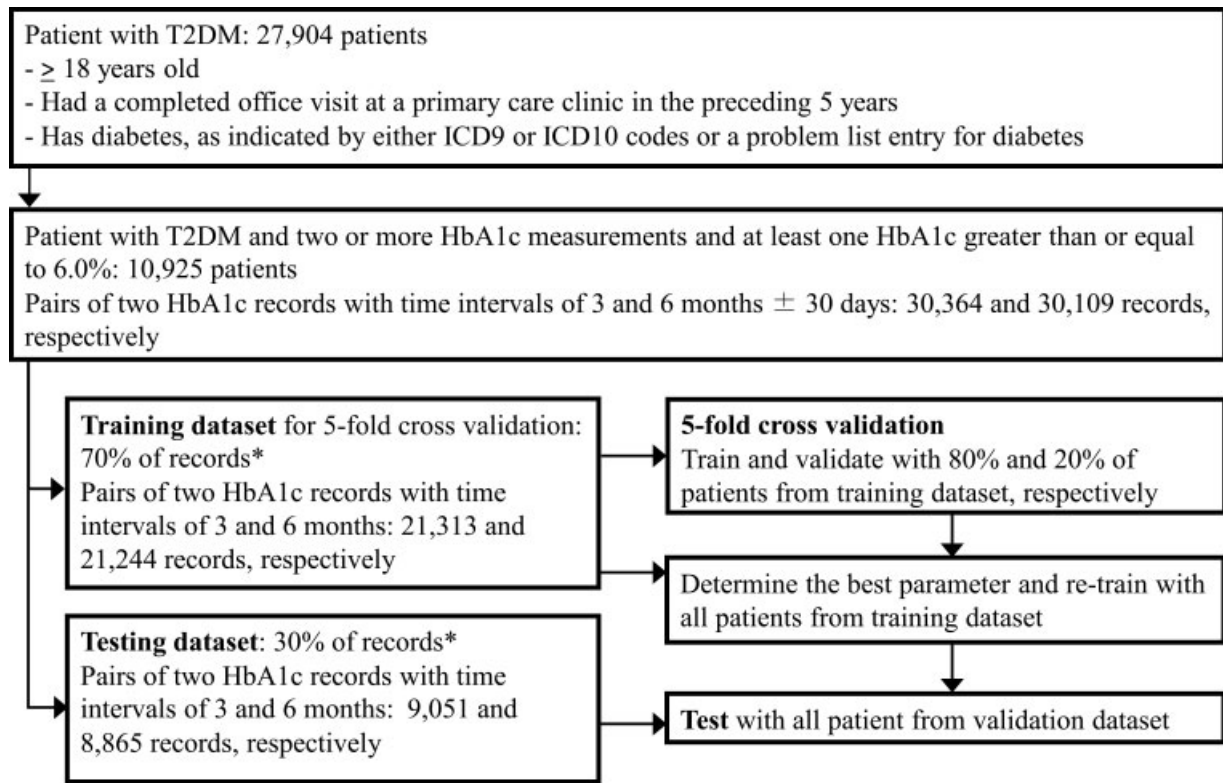 Patient with T2DM: 27,904 patients
- ≥ 18 years old
- Had a completed office visit at a primary care clinic in the preceding 5 years
- Has diabetes, as indicated by either ICD9 or ICD10 codes or a problem list entry for diabetes
Patient with T2DM and two or more HbA1c measurements and at least one HbA1c greater than or equal
to 6.0%: 10,925 patients
Pairs of two HbA1c records with time intervals of 3 and 6 months ± 30 days: 30,364 and 30,109 records,
respectively
Training dataset for 5-fold cross validation:
70% of records*
Pairs of two HbA1c records with time
intervals of 3 and 6 months: 21,313 and
21,244 records, respectively
5-fold cross validation
Train and validate with 80% and 20% of
patients from training dataset, respectively
Determine the best parameter and re-train with
all patients from training dataset
Testing dataset: 30% of records*
Pairs of two HbA1c records with time
intervals of 3 and 6 months: 9,051 and
8,865 records, respectively
Test with all patient from validation dataset